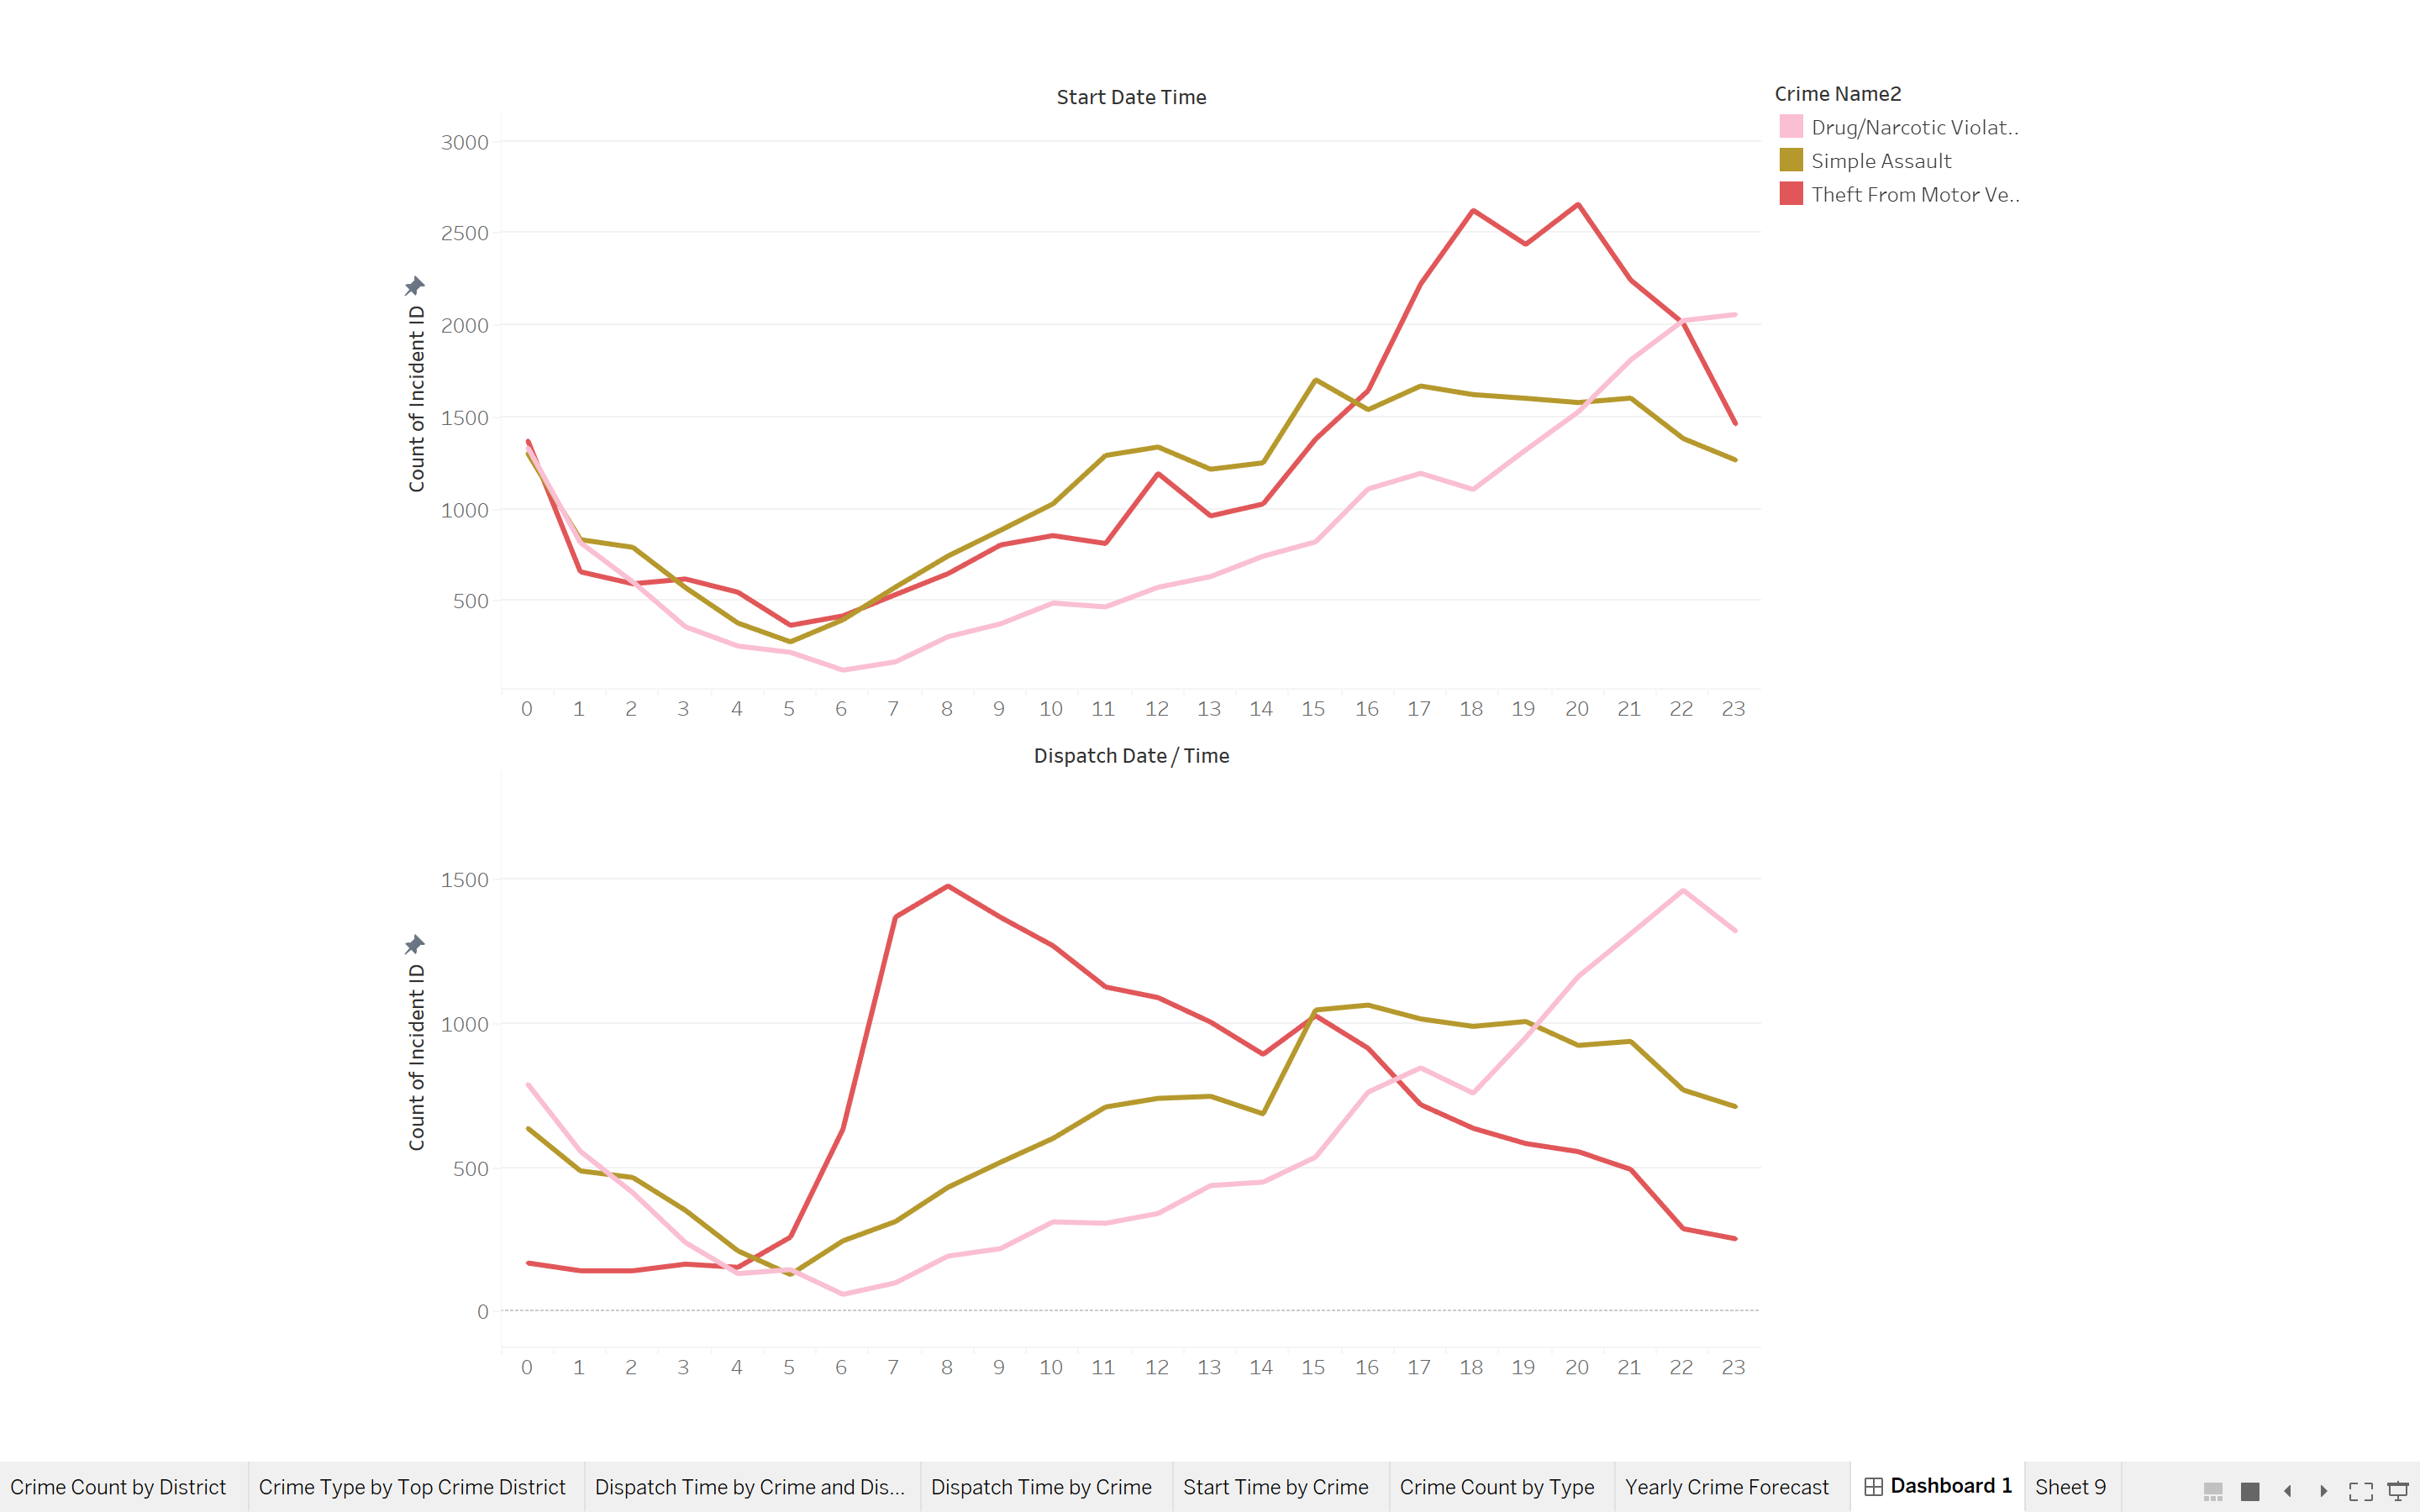 Start Date Time
Crime Name2
Drug/Narcotic Violat..
Simple Assault
Theft From Motor Ve..
3000
2500
2000
1500
1000
500
Count of Incident ID
0 1 2 3 4 5 6 7 8 9 10 11 12 13 14 15 16 17 18 19 20 21 22 23
Dispatch Date / Time
1500
1000
500
0
Count of Incident ID
0 1 2 3 4 5 6 7 8 9 10 11 12 13 14 15 16 17 18 19 20 21 22 23
Crime Count by District Crime Type by Top Crime District Dispatch Time by Crime and Dis... Dispatch Time by Crime Start Time by Crime Crime Count by Type Yearly Crime Forecast Dashboard 1 Sheet 9